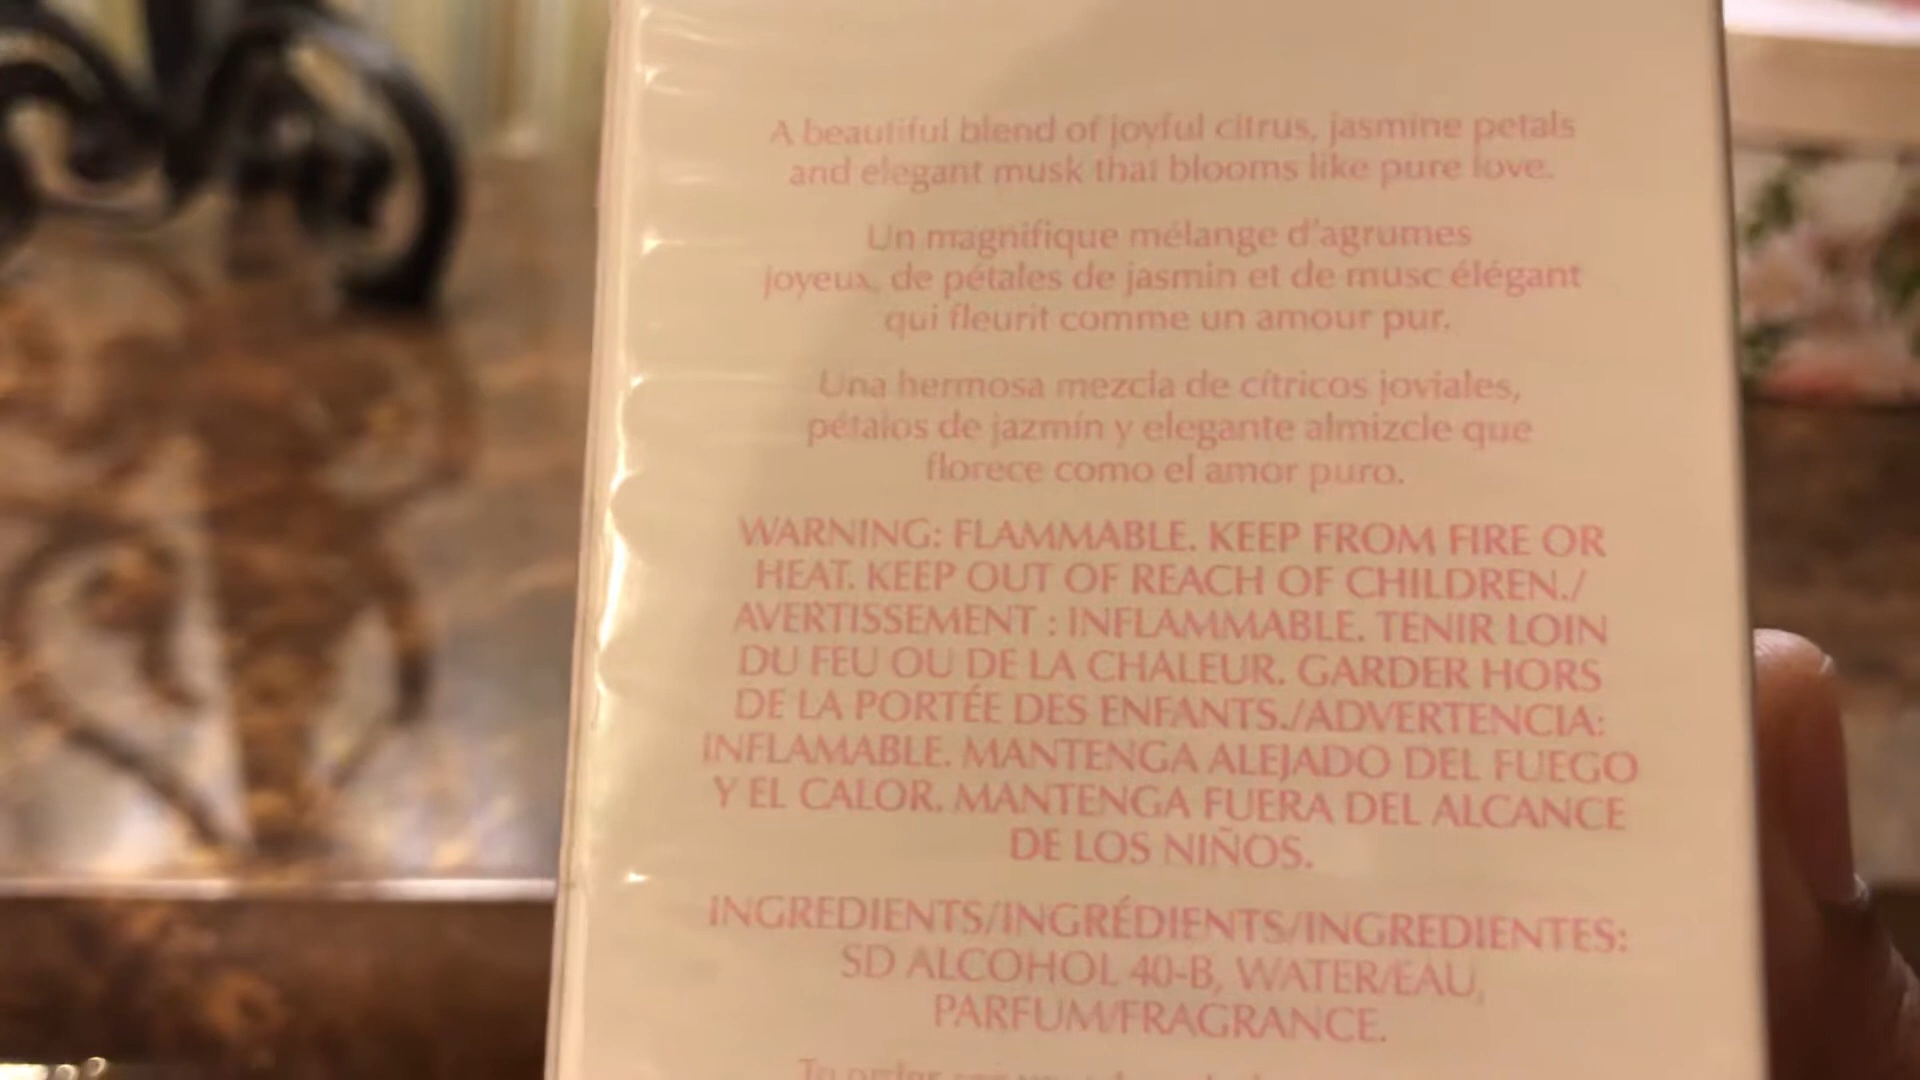 A beautiful blend of joyful citrus, jasmine petals
and elegant musk that blooms like pure love.
Un magnifique mélange d'agrumes
joyeux, de pétales de jasmin et de musc élégant
qui fleurit comme un amour pur.
Una hermosa mezcla de cítricos joviales,
pétalos de jazmín y elegante almizcle que
florece como el amor puro.
WARNING: FLAMMABLE. KEEP FROM FIRE OR
HEAT. KEEP OUT OF REACH OF CHILDREN./
AVERTISSEMENT : INFLAMMABLE. TENIR LOIN
DU FEU OU DE LA CHALEUR. GARDER HORS
DE LA PORTÉE DES ENFANTS./ADVERTENCIA:
INFLAMABLE. MANTENGA ALEJADO DEL FUEGO
Y EL CALOR. MANTENGA FUERA DEL ALCANCE
DE LOS NIÑOS.
INGREDIENTS/INGRÉDIENTS/INGREDIENTES:
SD ALCOHOL 40-B, WATER/EAU,
PARFUM/FRAGRANCE.
To order